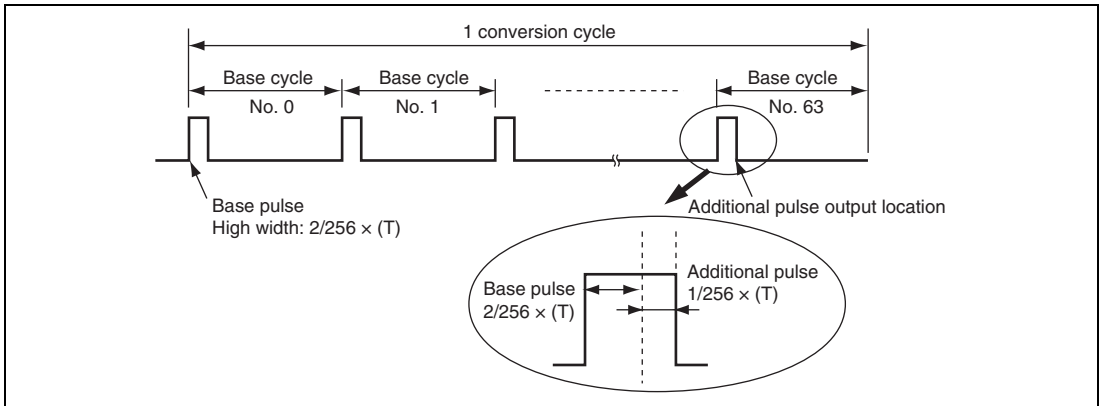 1 conversion cycle
Base cycle
No. 0
Base cycle
No. 1
Base cycle
No. 63
Base pulse
High width: 2/256 × (T)
Additional pulse output location
Base pulse
2/256 × (T)
Additional pulse
1/256 × (T)